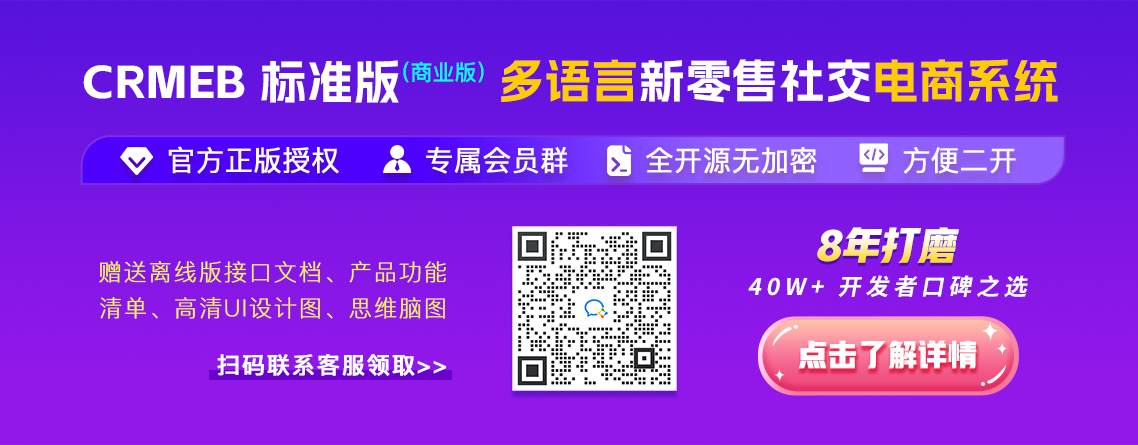 CRMEB 标准版(商业版) 多语言新零售社交电商系统
官方正版授权 专属会员群 全开源无加密 方便二开
赠送离线版接口文档、产品功能
清单、高清UI设计图、思维脑图
扫码联系客服领取>>
8年打磨
40W+ 开发者口碑之选
点击了解详情